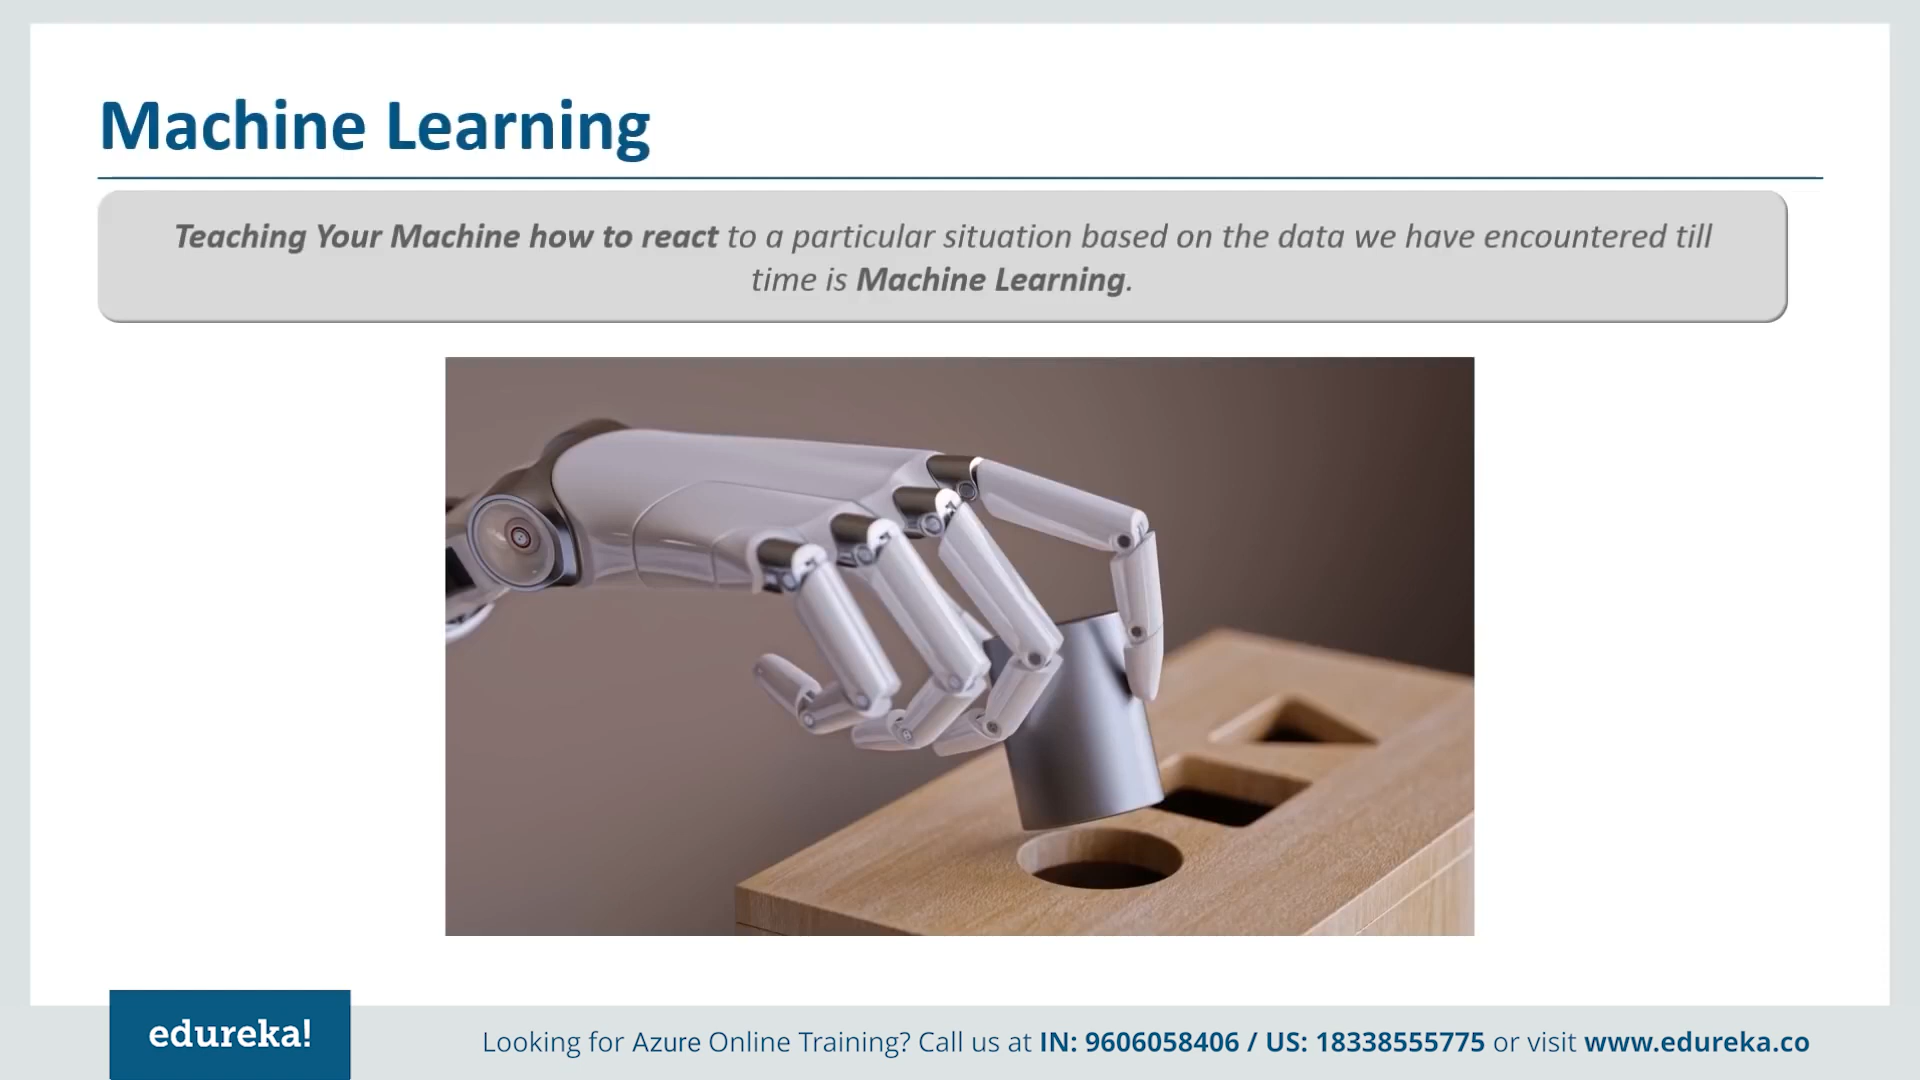 Machine Learning
Teaching Your Machine how to react to a particular situation based on the data we have encountered till
time is Machine Learning.
edureka!
Looking for Azure Online Training? Call us at IN: 9606058406 / US: 18338555775 or visit www.edureka.co